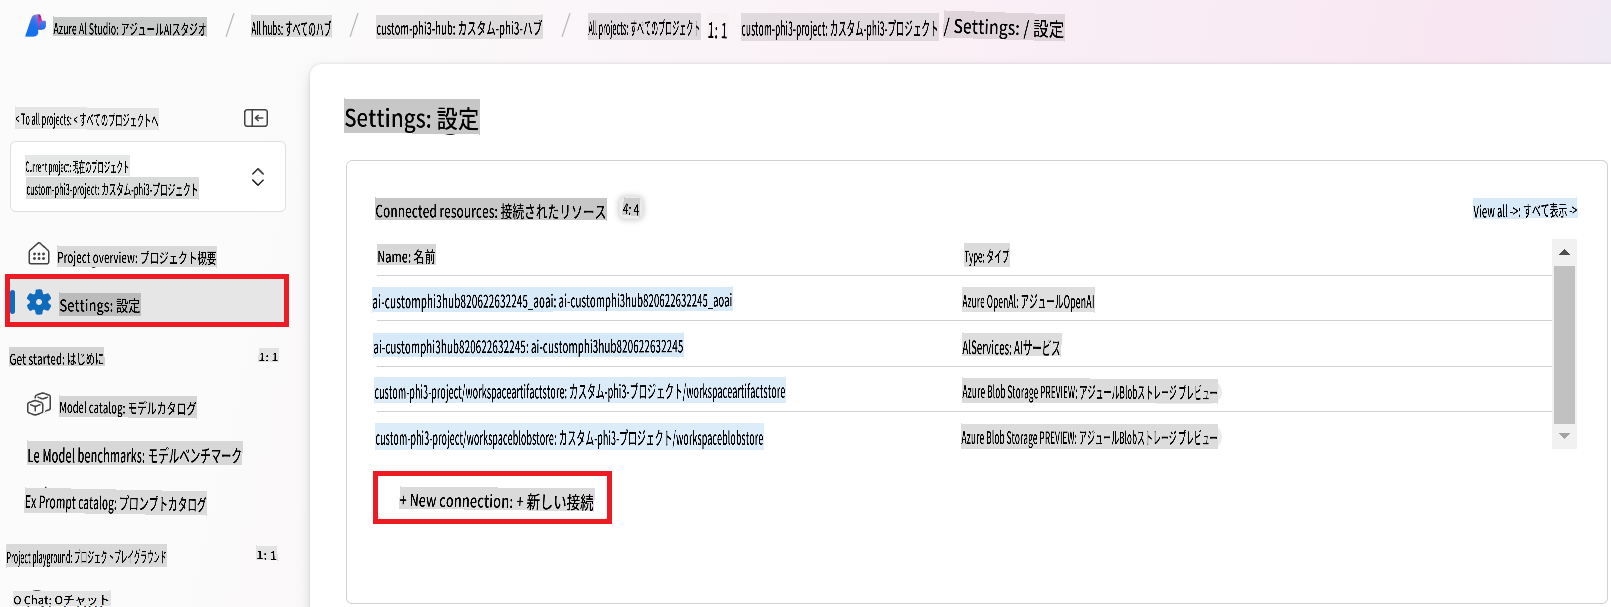 Azure AI Studio: アジュールAIスタジオ / All hubs: すべてのハブ / custom-phi3-hub: カスタム-phi3-ハブ / All projects: すべてのプロジェクト 1: 1 custom-phi3-project: カスタム-phi3-プロジェクト / Settings: / 設定
< To all projects: < すべてのプロジェクトへ
Current project: 現在のプロジェクト
custom-phi3-project: カスタム-phi3-プロジェクト
Project overview: プロジェクト概要
Settings: 設定
Get started: はじめに 1: 1
Model catalog: モデルカタログ
Le Model benchmarks: モデルベンチマーク
Ex Prompt catalog: プロンプトカタログ
Project playground: プロジェクトプレイグラウンド 1: 1
O Chat: Oチャット
Settings: 設定
Connected resources: 接続されたリソース 4: 4 View all ->: すべて表示 ->
Name: 名前 Type: タイプ
ai-customphi3hub820622632245_aoai: ai-customphi3hub820622632245_aoai Azure OpenAI: アジュールOpenAI
ai-customphi3hub820622632245: ai-customphi3hub820622632245 AIServices: AIサービス
custom-phi3-project/workspaceartifactstore: カスタム-phi3-プロジェクト/workspaceartifactstore Azure Blob Storage PREVIEW: アジュールBlobストレージ プレビュー
custom-phi3-project/workspaceblobstore: カスタム-phi3-プロジェクト/workspaceblobstore Azure Blob Storage PREVIEW: アジュールBlobストレージ プレビュー
+ New connection: + 新しい接続